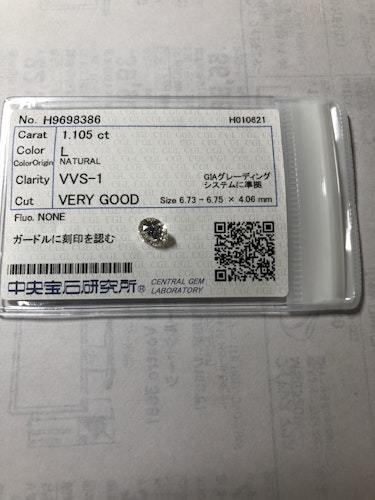 No. H9698386 H010621
Carat 1.105 ct
Color L
ColorOrigin NATURAL
Clarity VVS-1
GIAグレーディング
システムに準拠
Cut VERY GOOD Size 6.73 - 6.75 × 4.06 mm
Fluo. NONE
ガードルに刻印を認む
中央宝石研究所® CENTRAL GEM
LABORATORY